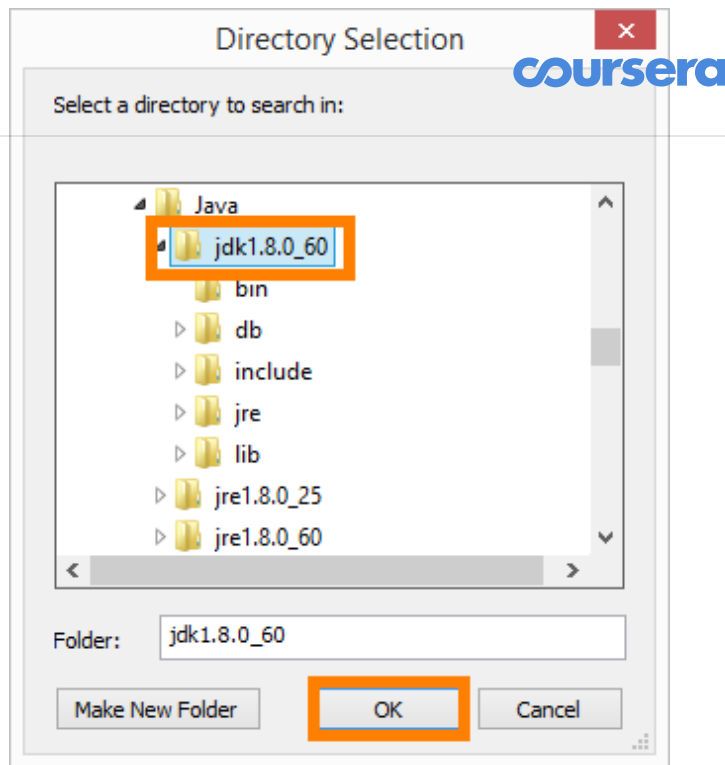 Directory Selection
coursera
Select a directory to search in:
Java
jdk1.8.0_60
bin
db
include
jre
lib
jre1.8.0_25
jre1.8.0_60
Folder: jdk1.8.0_60
Make New Folder OK Cancel